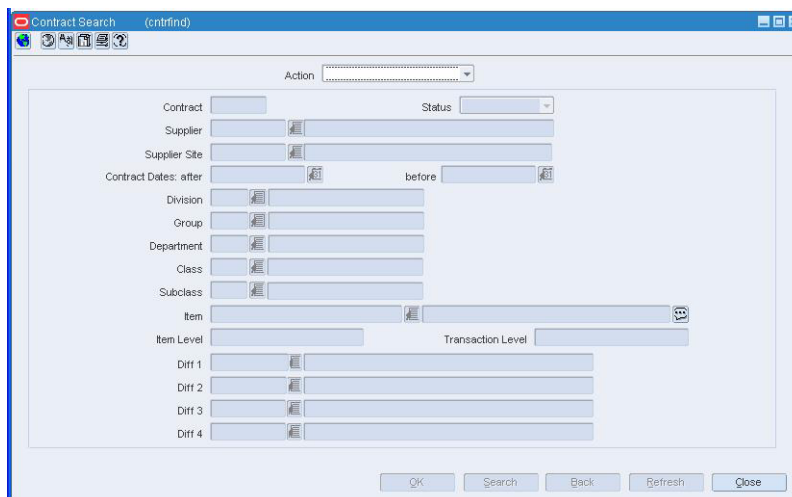 Contract Search (cntrfind)
Action
Contract Status
Supplier
Supplier Site
Contract Dates: after before
Division
Group
Department
Class
Subclass
Item
Item Level Transaction Level
Diff 1
Diff 2
Diff 3
Diff 4
OK Search Back Refresh Close